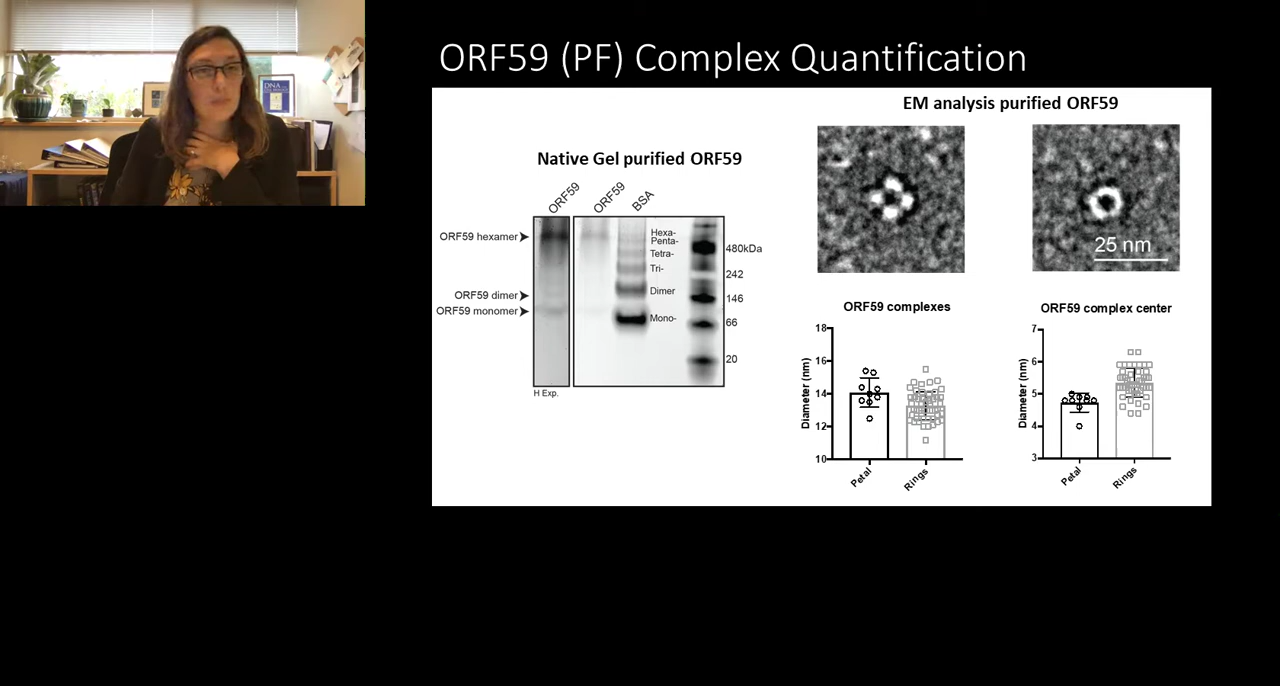 ORF59 (PF) Complex Quantification
Native Gel purified ORF59
ORF59
ORF59
BSA
ORF59 hexamer
ORF59 dimer
ORF59 monomer
Hexa-
Penta-
Tetra-
Tri-
Dimer
Mono-
480kDa
242
146
66
20
H Exp.
EM analysis purified ORF59
25 nm
ORF59 complexes
Diameter (nm)
18
16
14
12
10
Petal
Rings
ORF59 complex center
Diameter (nm)
7
6
5
4
3
Petal
Rings
DNA